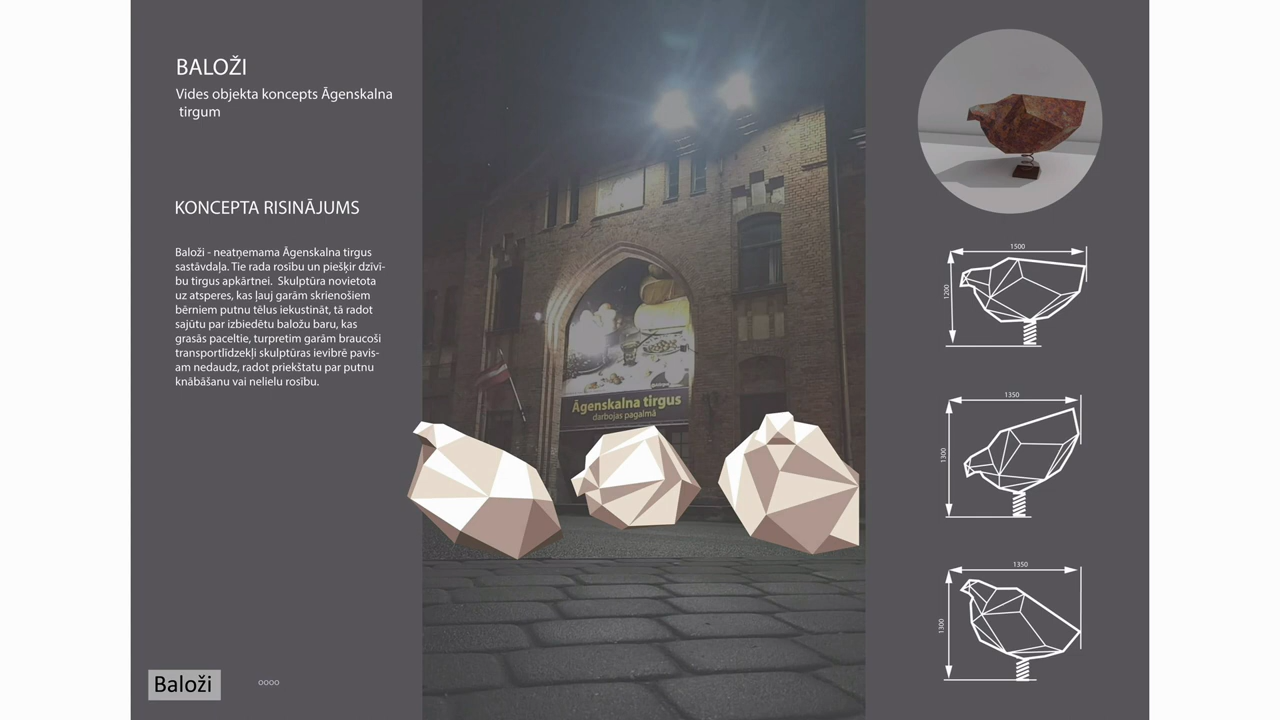 BALOŽI
Vides objekta koncepts Āgenskalna
tirgum
KONCEPTA RISINĀJUMS
Baloži - neatņemama Āgenskalna tirgus
sastāvdaļa. Tie rada rosību un piešķir dzīvī-
bu tirgus apkārtnei. Skulptūra novietota
uz atsperes, kas ļauj garām skrienošiem
bērniem putnu tēlus iekustināt, tā radot
sajūtu par izbiedētu baložu baru, kas
grasās paceltie, turpretim garām braucoši
transportlīdzekļi skulptūras ievibrē pavis-
am nedaudz, radot priekštatu par putnu
knābāšanu vai nelielu rosību.
Baloži
oooo
Āgenskalna tirgus
darbojas pagalmā
1500
1200
1350
1300
1350
1300